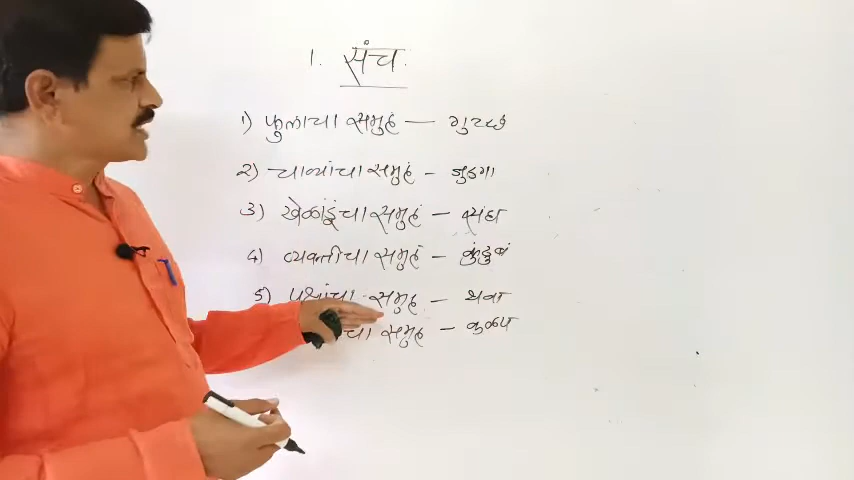 1. संच.
1) फुलाचा समुह — गुच्छ
2) चाव्यांचा समुह - जुडगा
3) खेळाडूंचा समुह - संघ
4) व्यक्तींचा समुह - कुंटुबं
5) पक्षांचा समुह - थवा
चा समुह - कळप